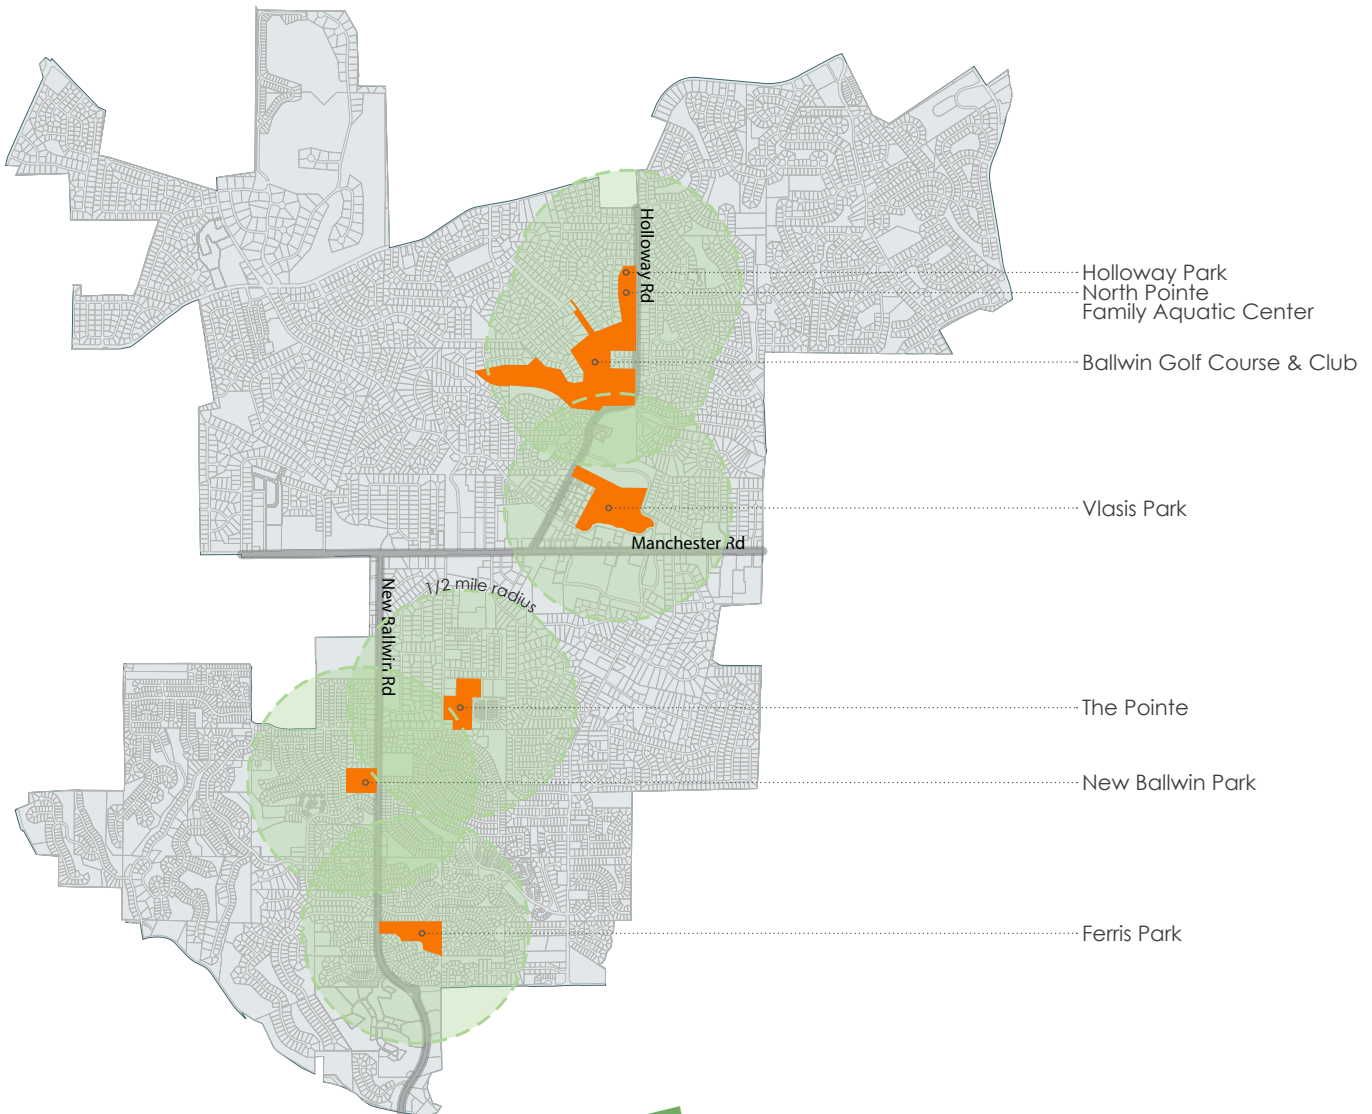 Holloway Rd
Holloway Park
North Pointe
Family Aquatic Center
Ballwin Golf Course & Club
Vlasis Park
Manchester Rd
1/2 mile radius
New Ballwin Rd
The Pointe
New Ballwin Park
Ferris Park